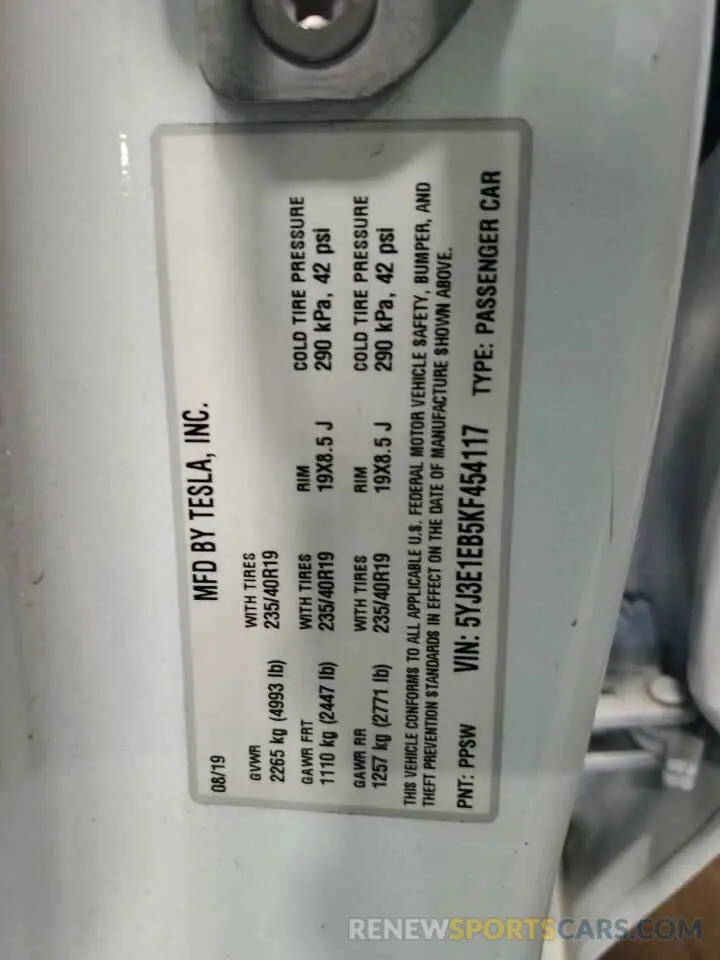 MFD BY TESLA, INC.
08/19
GVWR WITH TIRES
2265 kg (4993 lb) 235/40R19
GAWR FRT WITH TIRES RIM COLD TIRE PRESSURE
1110 kg (2447 lb) 235/40R19 19X8.5 J 290 kPa, 42 psi
GAWR RR WITH TIRES RIM COLD TIRE PRESSURE
1257 kg (2771 lb) 235/40R19 19X8.5 J 290 kPa, 42 psi
THIS VEHICLE CONFORMS TO ALL APPLICABLE U.S. FEDERAL MOTOR VEHICLE SAFETY, BUMPER, AND
THEFT PREVENTION STANDARDS IN EFFECT ON THE DATE OF MANUFACTURE SHOWN ABOVE.
PNT: PPSW VIN: 5YJ3E1EB5KF454117 TYPE: PASSENGER CAR
RENEWSPORTSCARS.COM